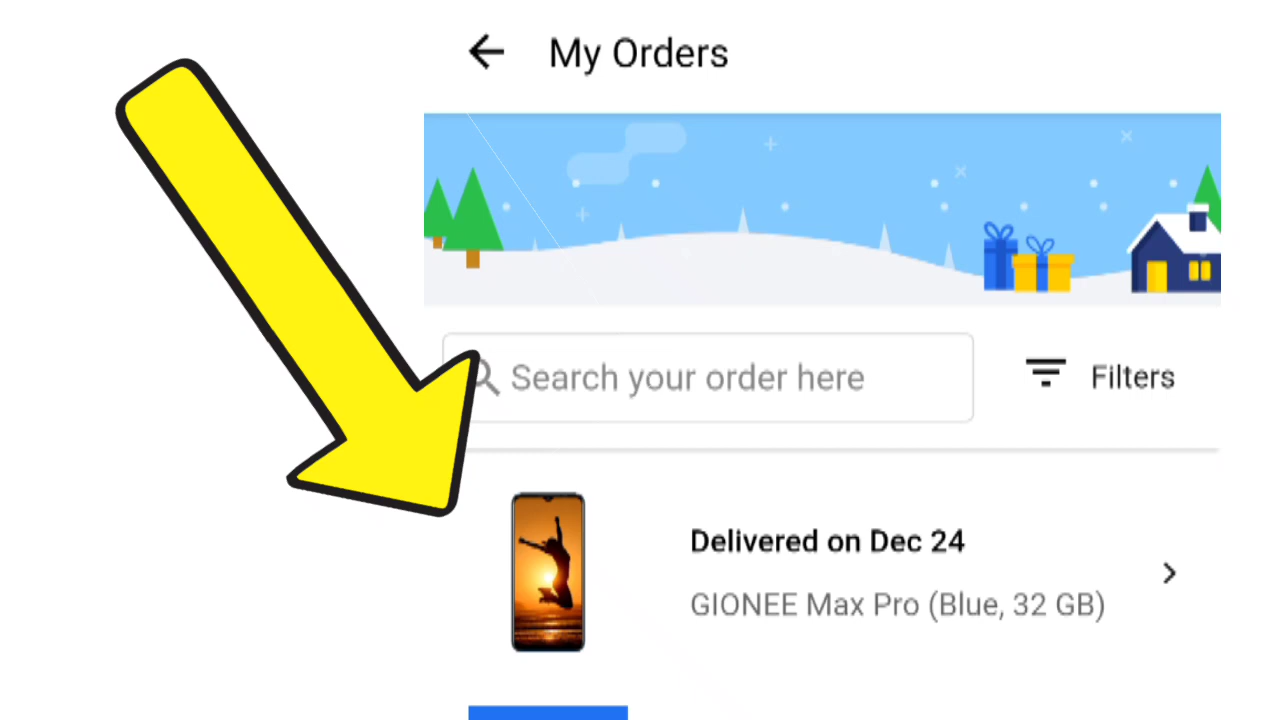 My Orders
Search your order here
Filters
Delivered on Dec 24
GIONEE Max Pro (Blue, 32 GB)